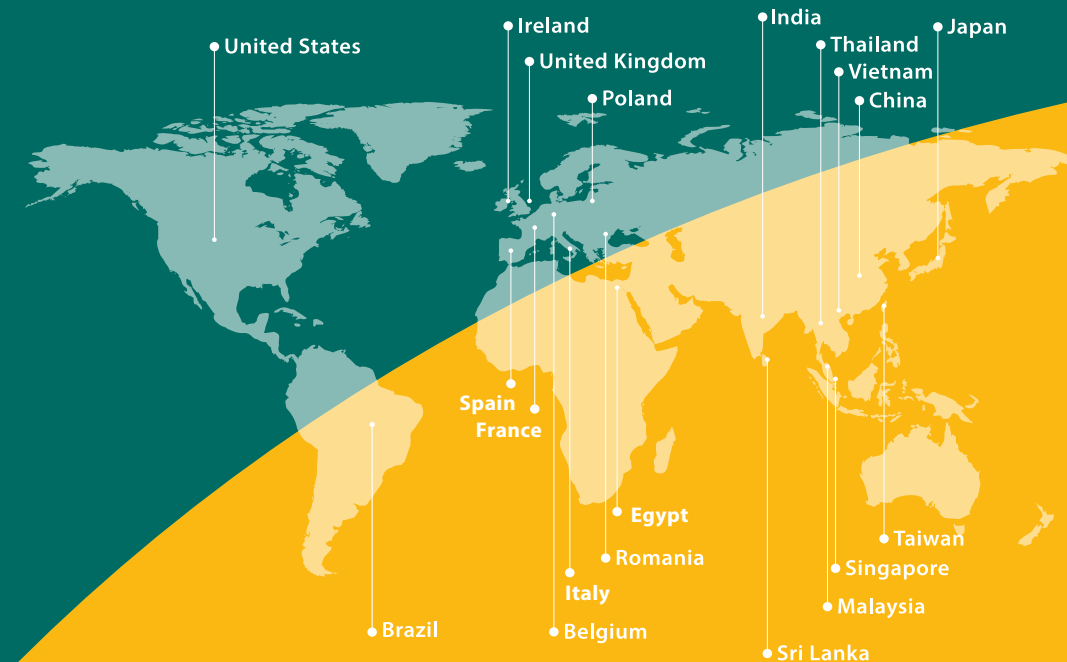 India
Ireland
Japan
United States
Thailand
United Kingdom
Vietnam
Poland
China
Spain
France
Egypt
Taiwan
Romania
Singapore
Italy
Malaysia
Brazil
Belgium
Sri Lanka